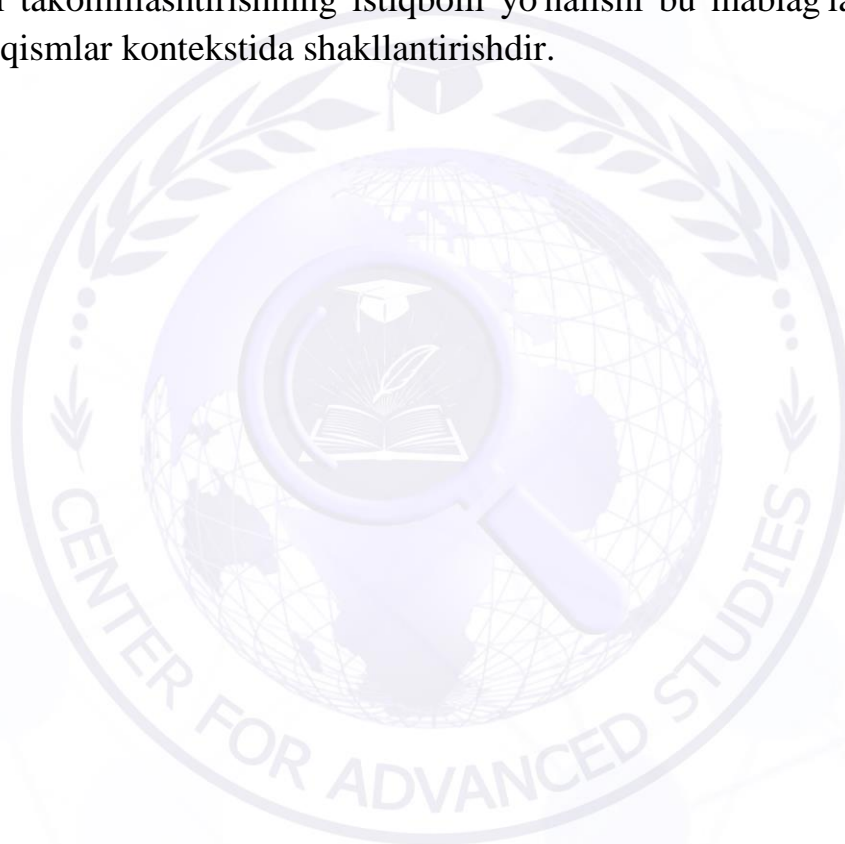 takomillashtirishning istiqbolli yo'nalishi bu mablag'la
qismlar kontekstida shakllantirishdir.
CENTER FOR ADVANCED STUDIES